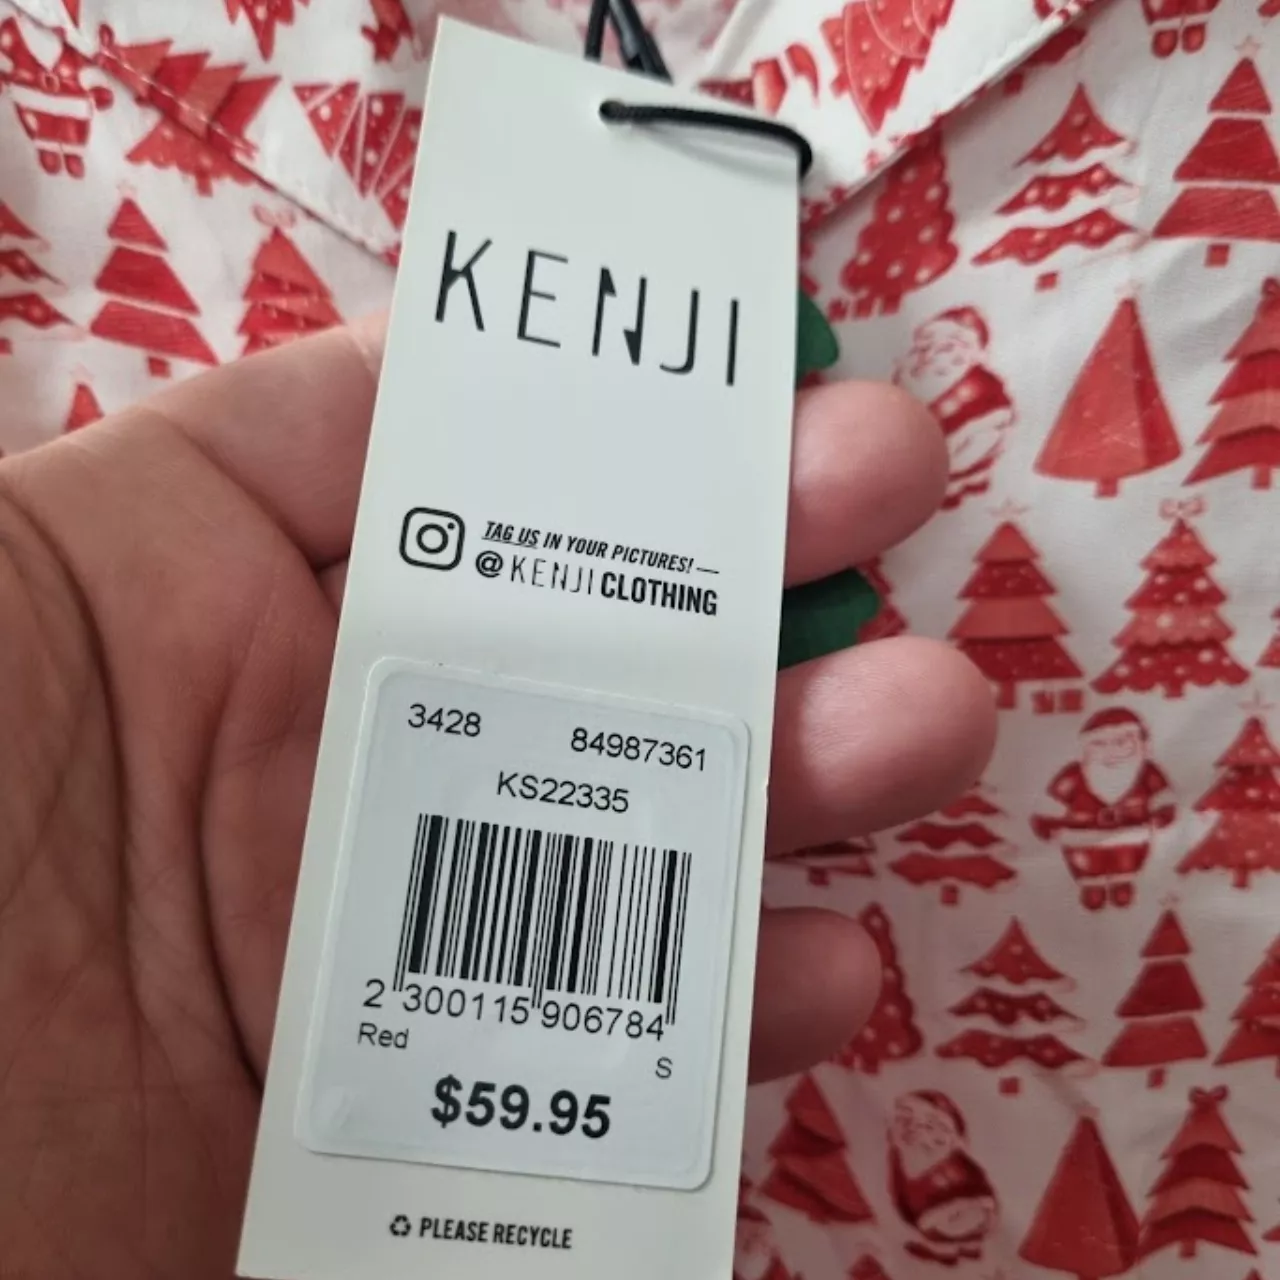 KENJI
TAG US IN YOUR PICTURES! —
@KENJI CLOTHING
3428 84987361
KS22335
2 300115 906784
Red S
$59.95
PLEASE RECYCLE